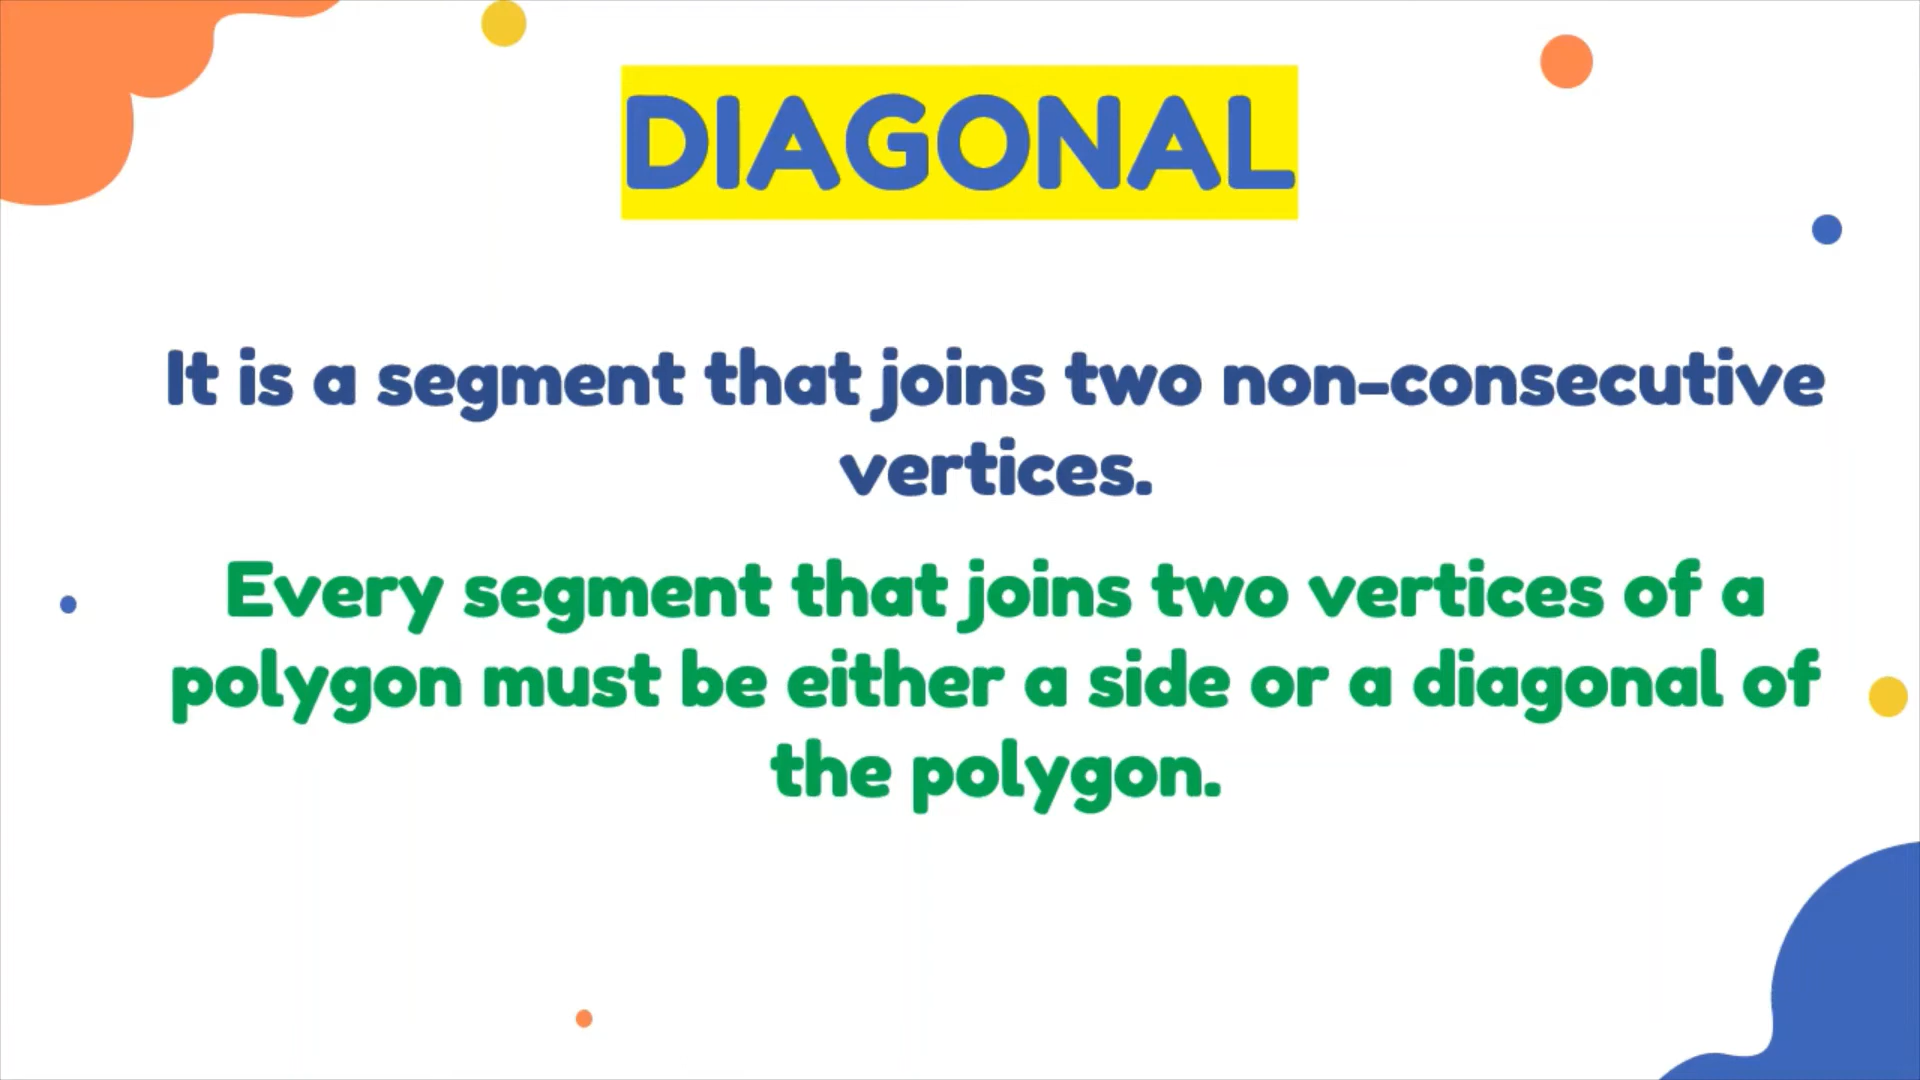 DIAGONAL
It is a segment that joins two non-consecutive
vertices.
Every segment that joins two vertices of a
polygon must be either a side or a diagonal of
the polygon.